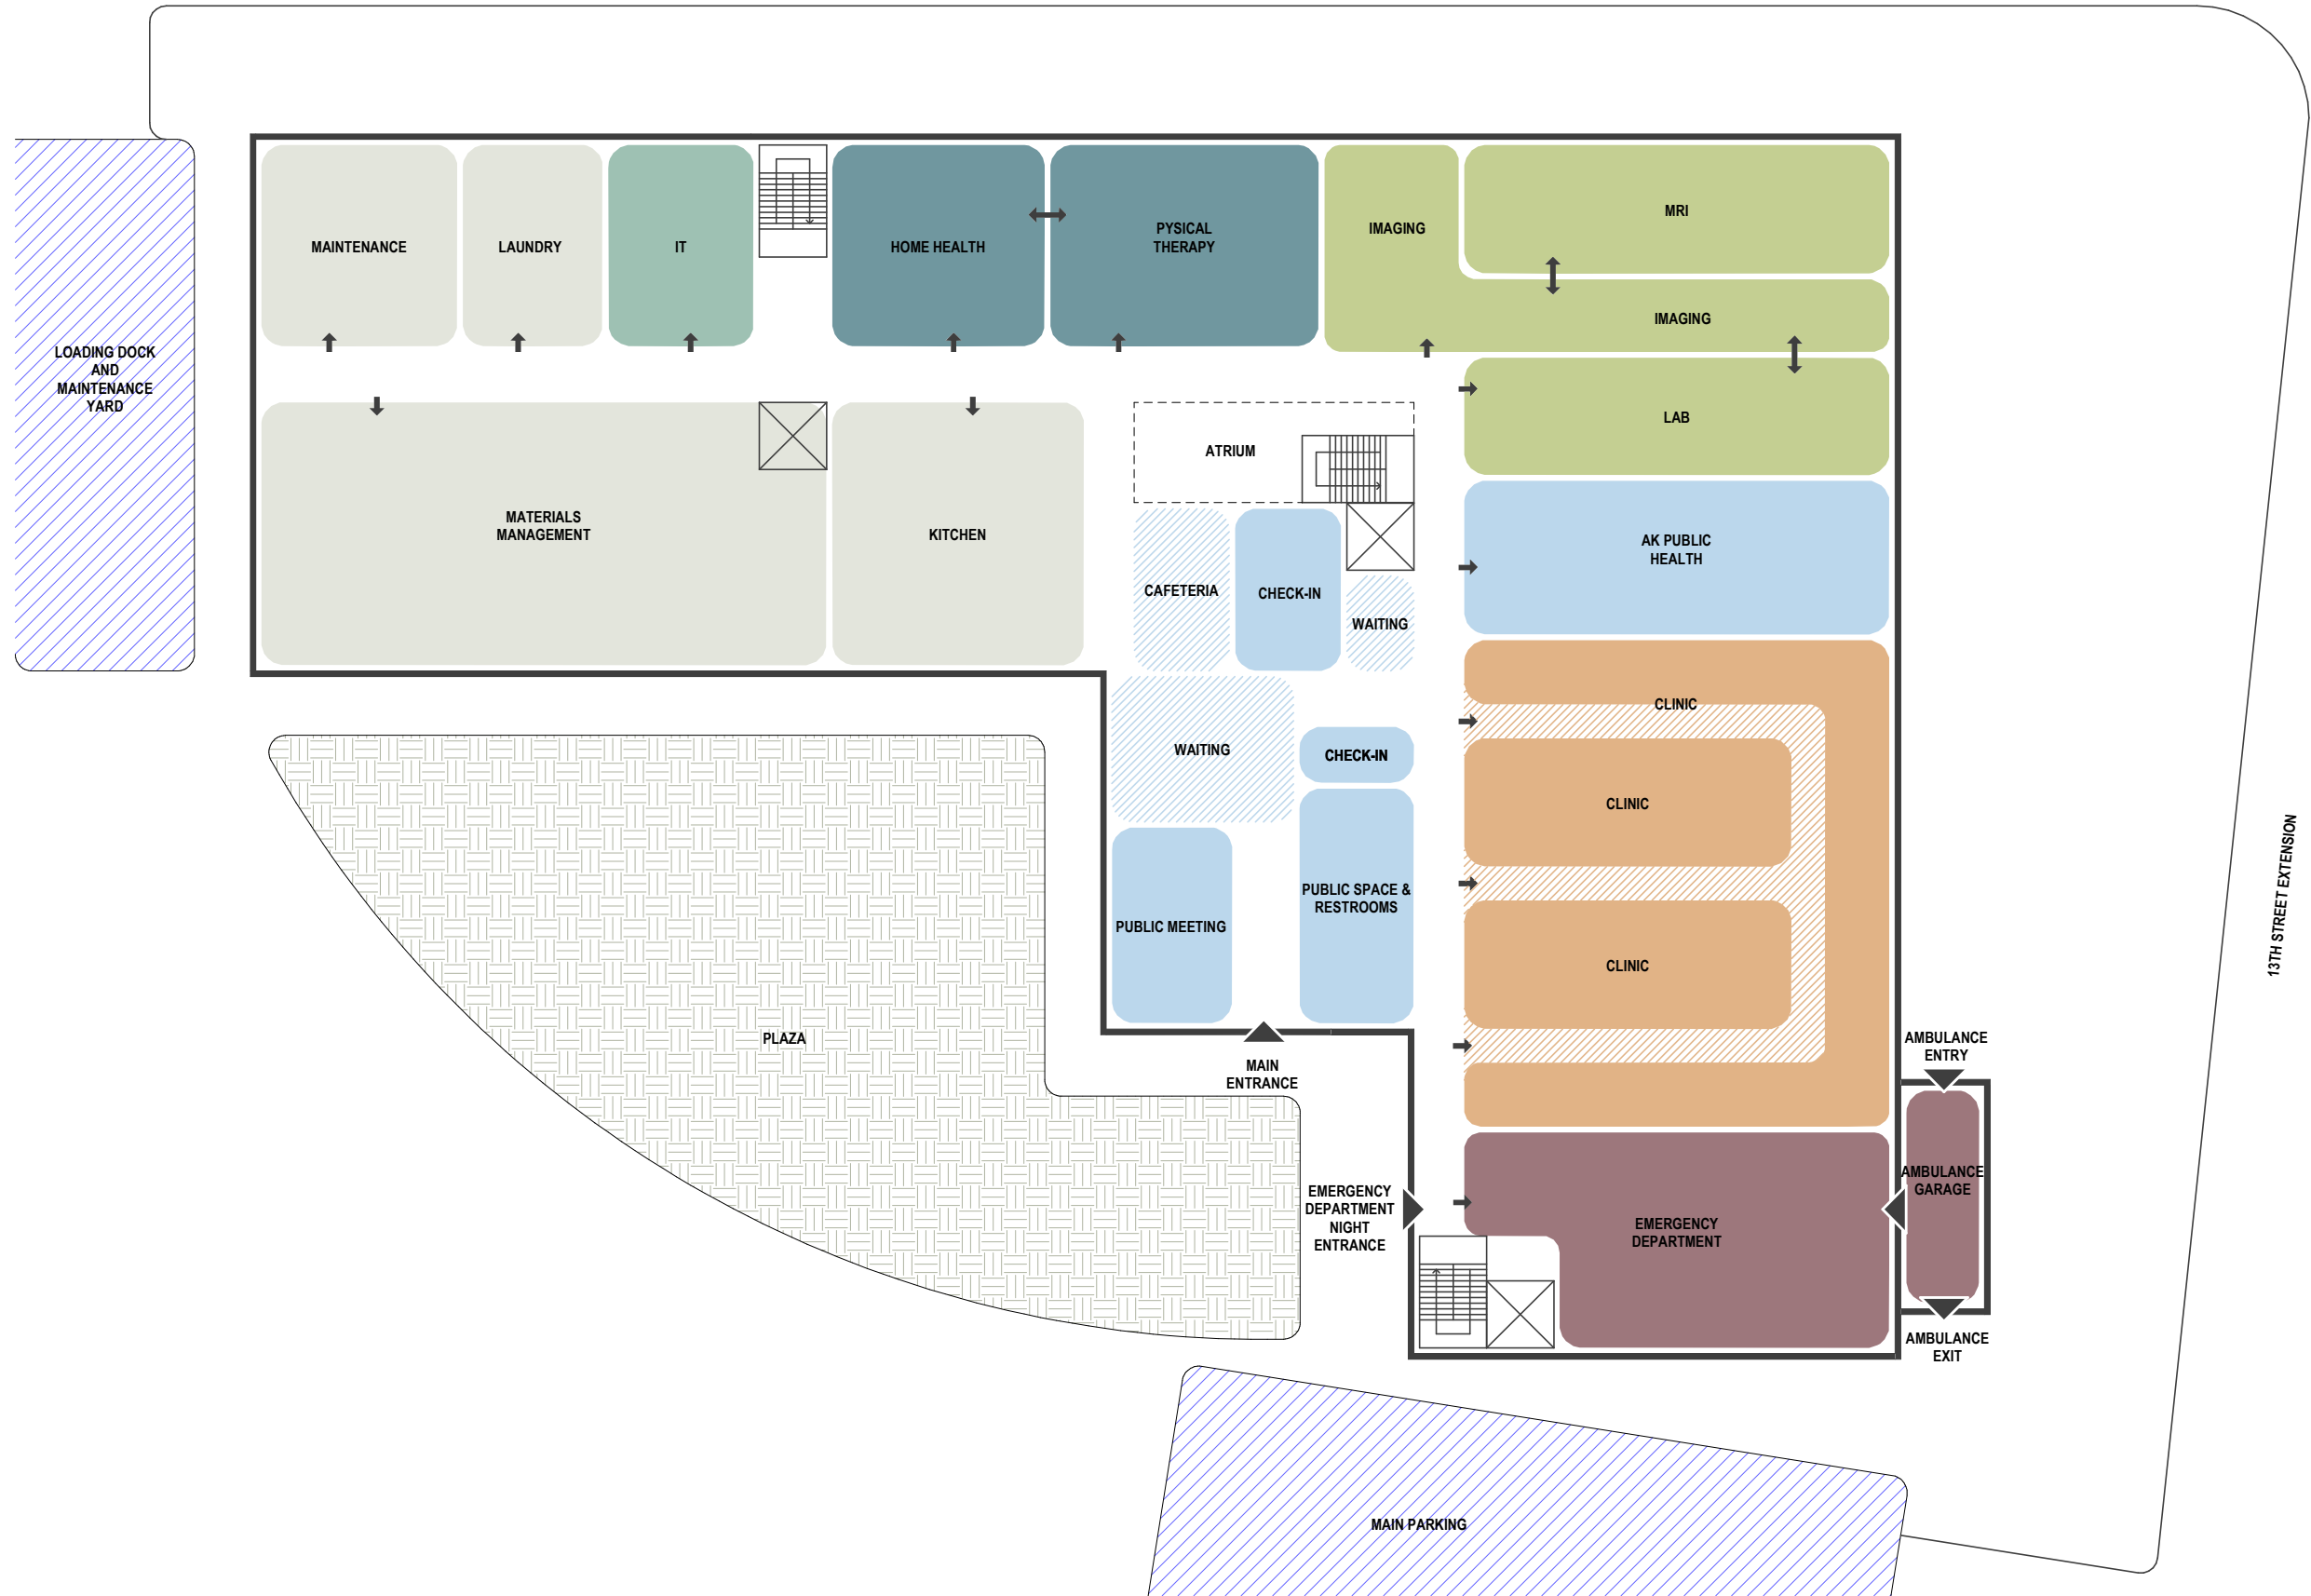 MAINTENANCE
LAUNDRY
IT
HOME HEALTH
PYSICAL
THERAPY
IMAGING
MRI
IMAGING
LOADING DOCK
AND
MAINTENANCE
YARD
LAB
ATRIUM
MATERIALS
MANAGEMENT
KITCHEN
AK PUBLIC
HEALTH
CAFETERIA
CHECK-IN
WAITING
CLINIC
WAITING
CHECK-IN
CLINIC
PUBLIC SPACE &
RESTROOMS
PUBLIC MEETING
CLINIC
13TH STREET EXTENSION
PLAZA
MAIN
ENTRANCE
AMBULANCE
ENTRY
AMBULANCE
GARAGE
EMERGENCY
DEPARTMENT
NIGHT
ENTRANCE
EMERGENCY
DEPARTMENT
AMBULANCE
EXIT
MAIN PARKING